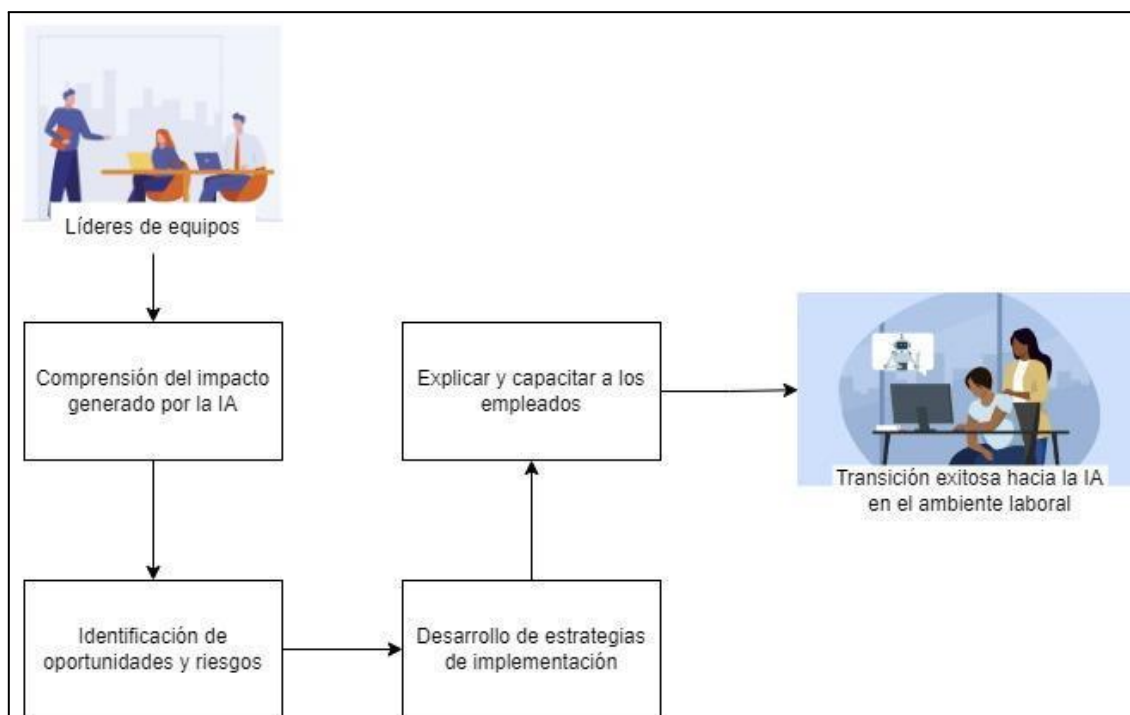 Líderes de equipos
Comprensión del impacto
generado por la IA
Identificación de
oportunidades y riesgos
Desarrollo de estrategias
de implementación
Explicar y capacitar a los
empleados
Transición exitosa hacia la IA
en el ambiente laboral